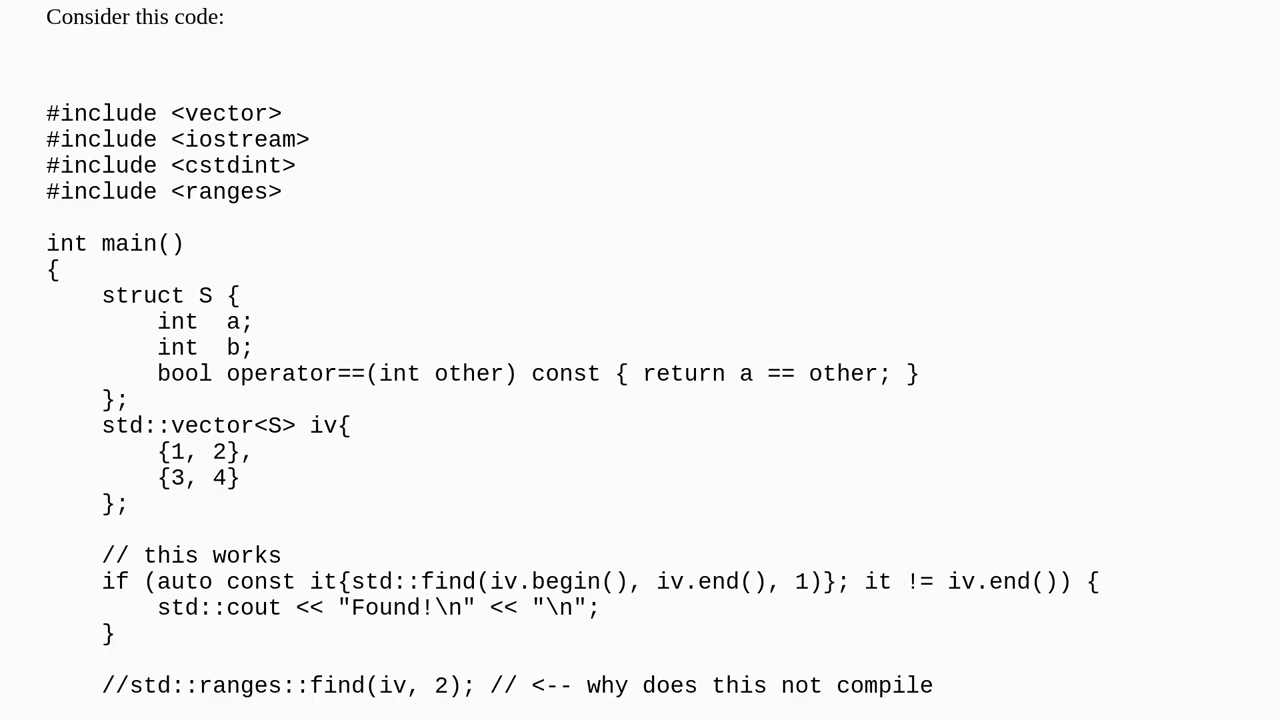 Consider this code:
#include <vector>
#include <iostream>
#include <cstdint>
#include <ranges>
int main()
{
    struct S {
        int  a;
        int  b;
        bool operator==(int other) const { return a == other; }
    };
    std::vector<S> iv{
        {1, 2},
        {3, 4}
    };
    // this works
    if (auto const it{std::find(iv.begin(), iv.end(), 1)}; it != iv.end()) {
        std::cout << "Found!\n" << "\n";
    }
    //std::ranges::find(iv, 2); // <-- why does this not compile